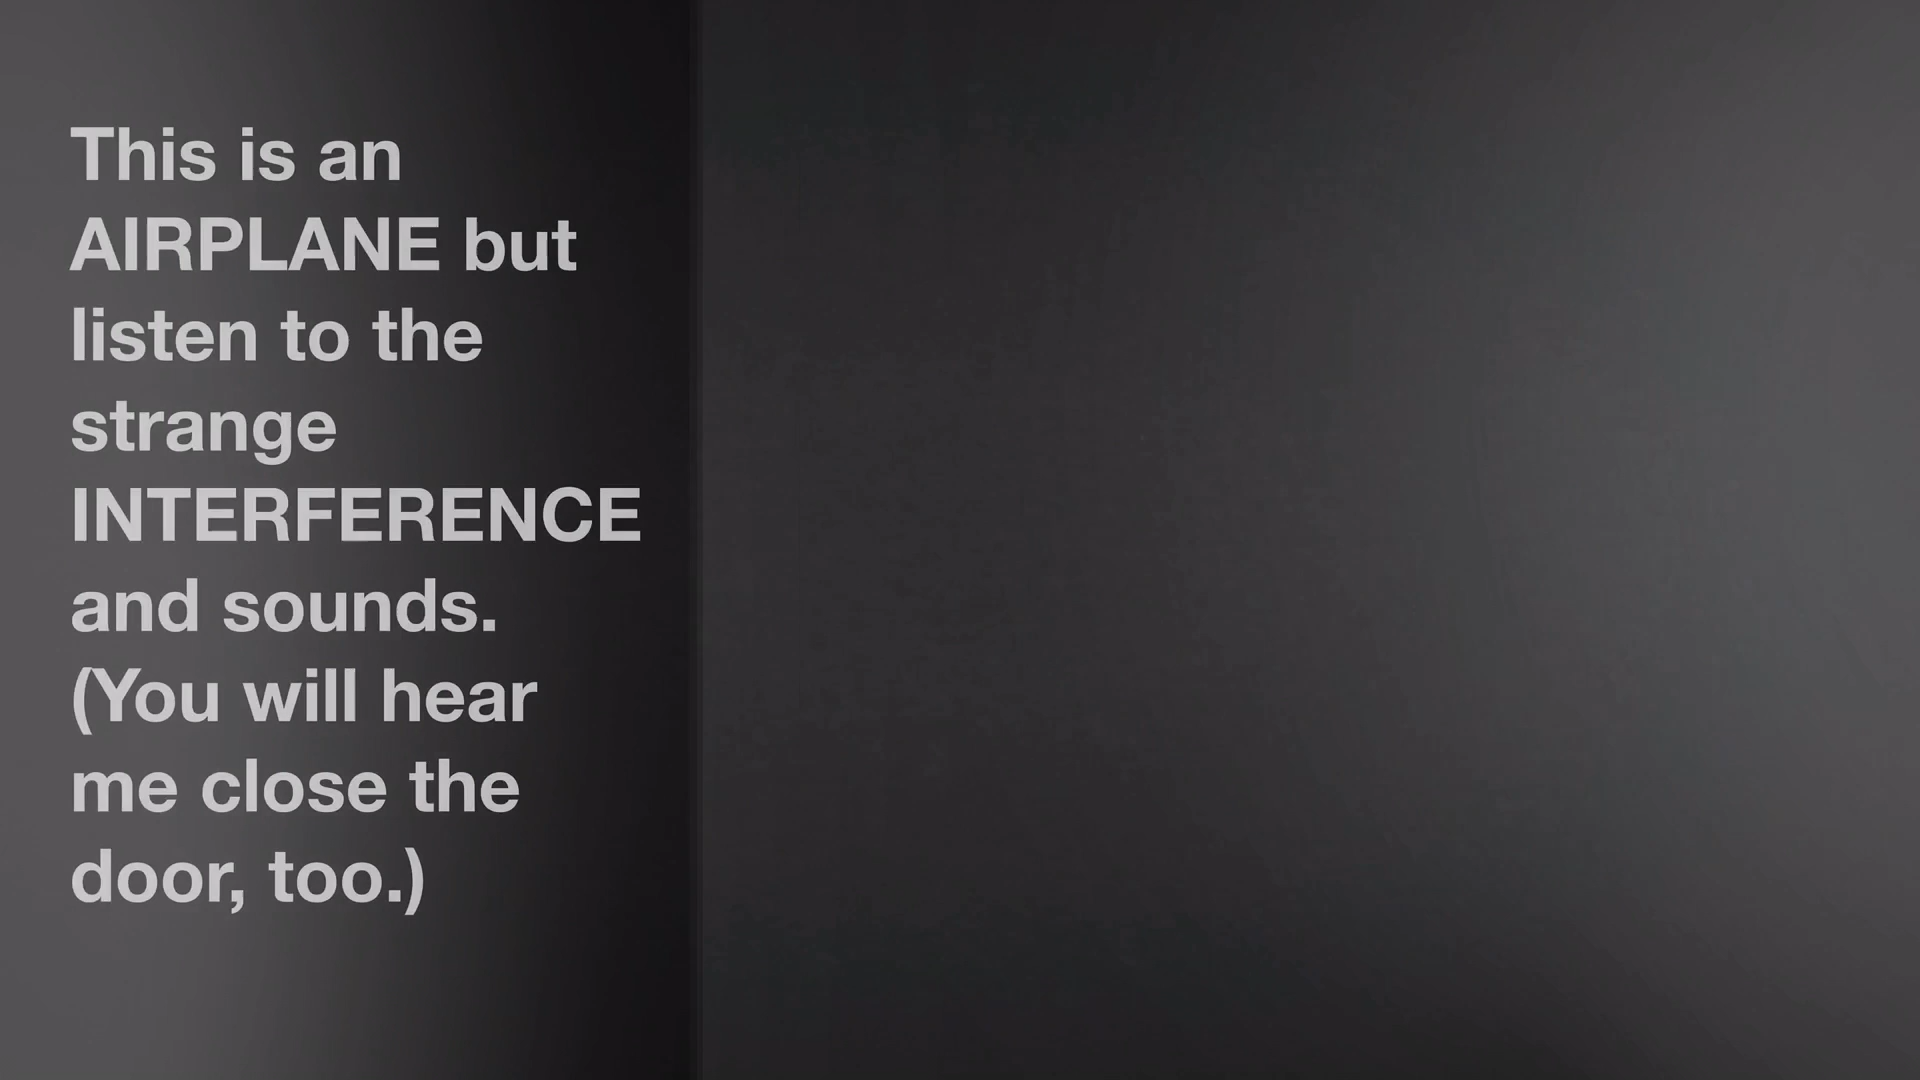 This is an
AIRPLANE but
listen to the
strange
INTERFERENCE
and sounds.
(You will hear
me close the
door, too.)